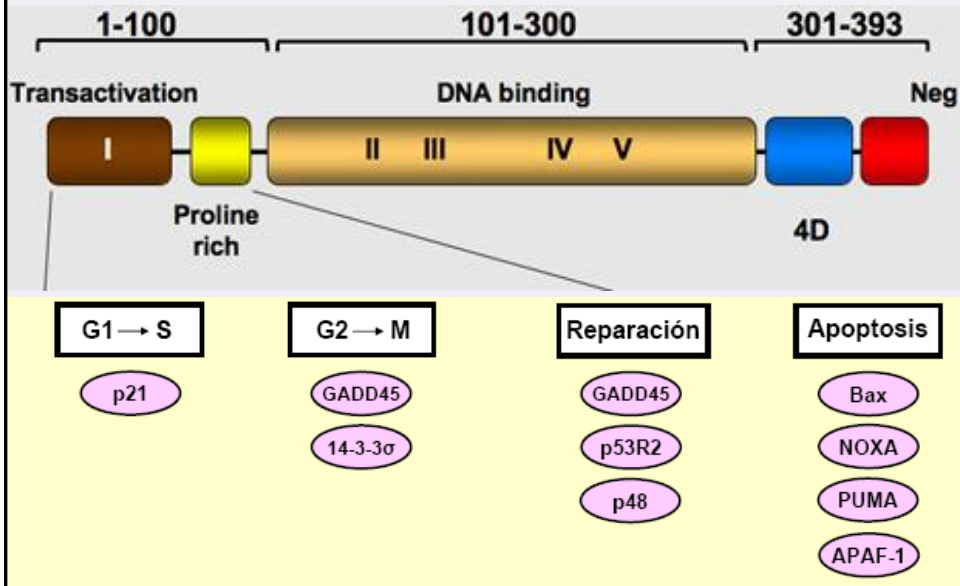 1-100 101-300 301-393
Transactivation DNA binding Neg
I II III IV V
Proline
rich
4D
G1 → S G2 → M Reparación Apoptosis
p21 GADD45 GADD45 Bax
14-3-3σ p53R2 NOXA
p48 PUMA
APAF-1